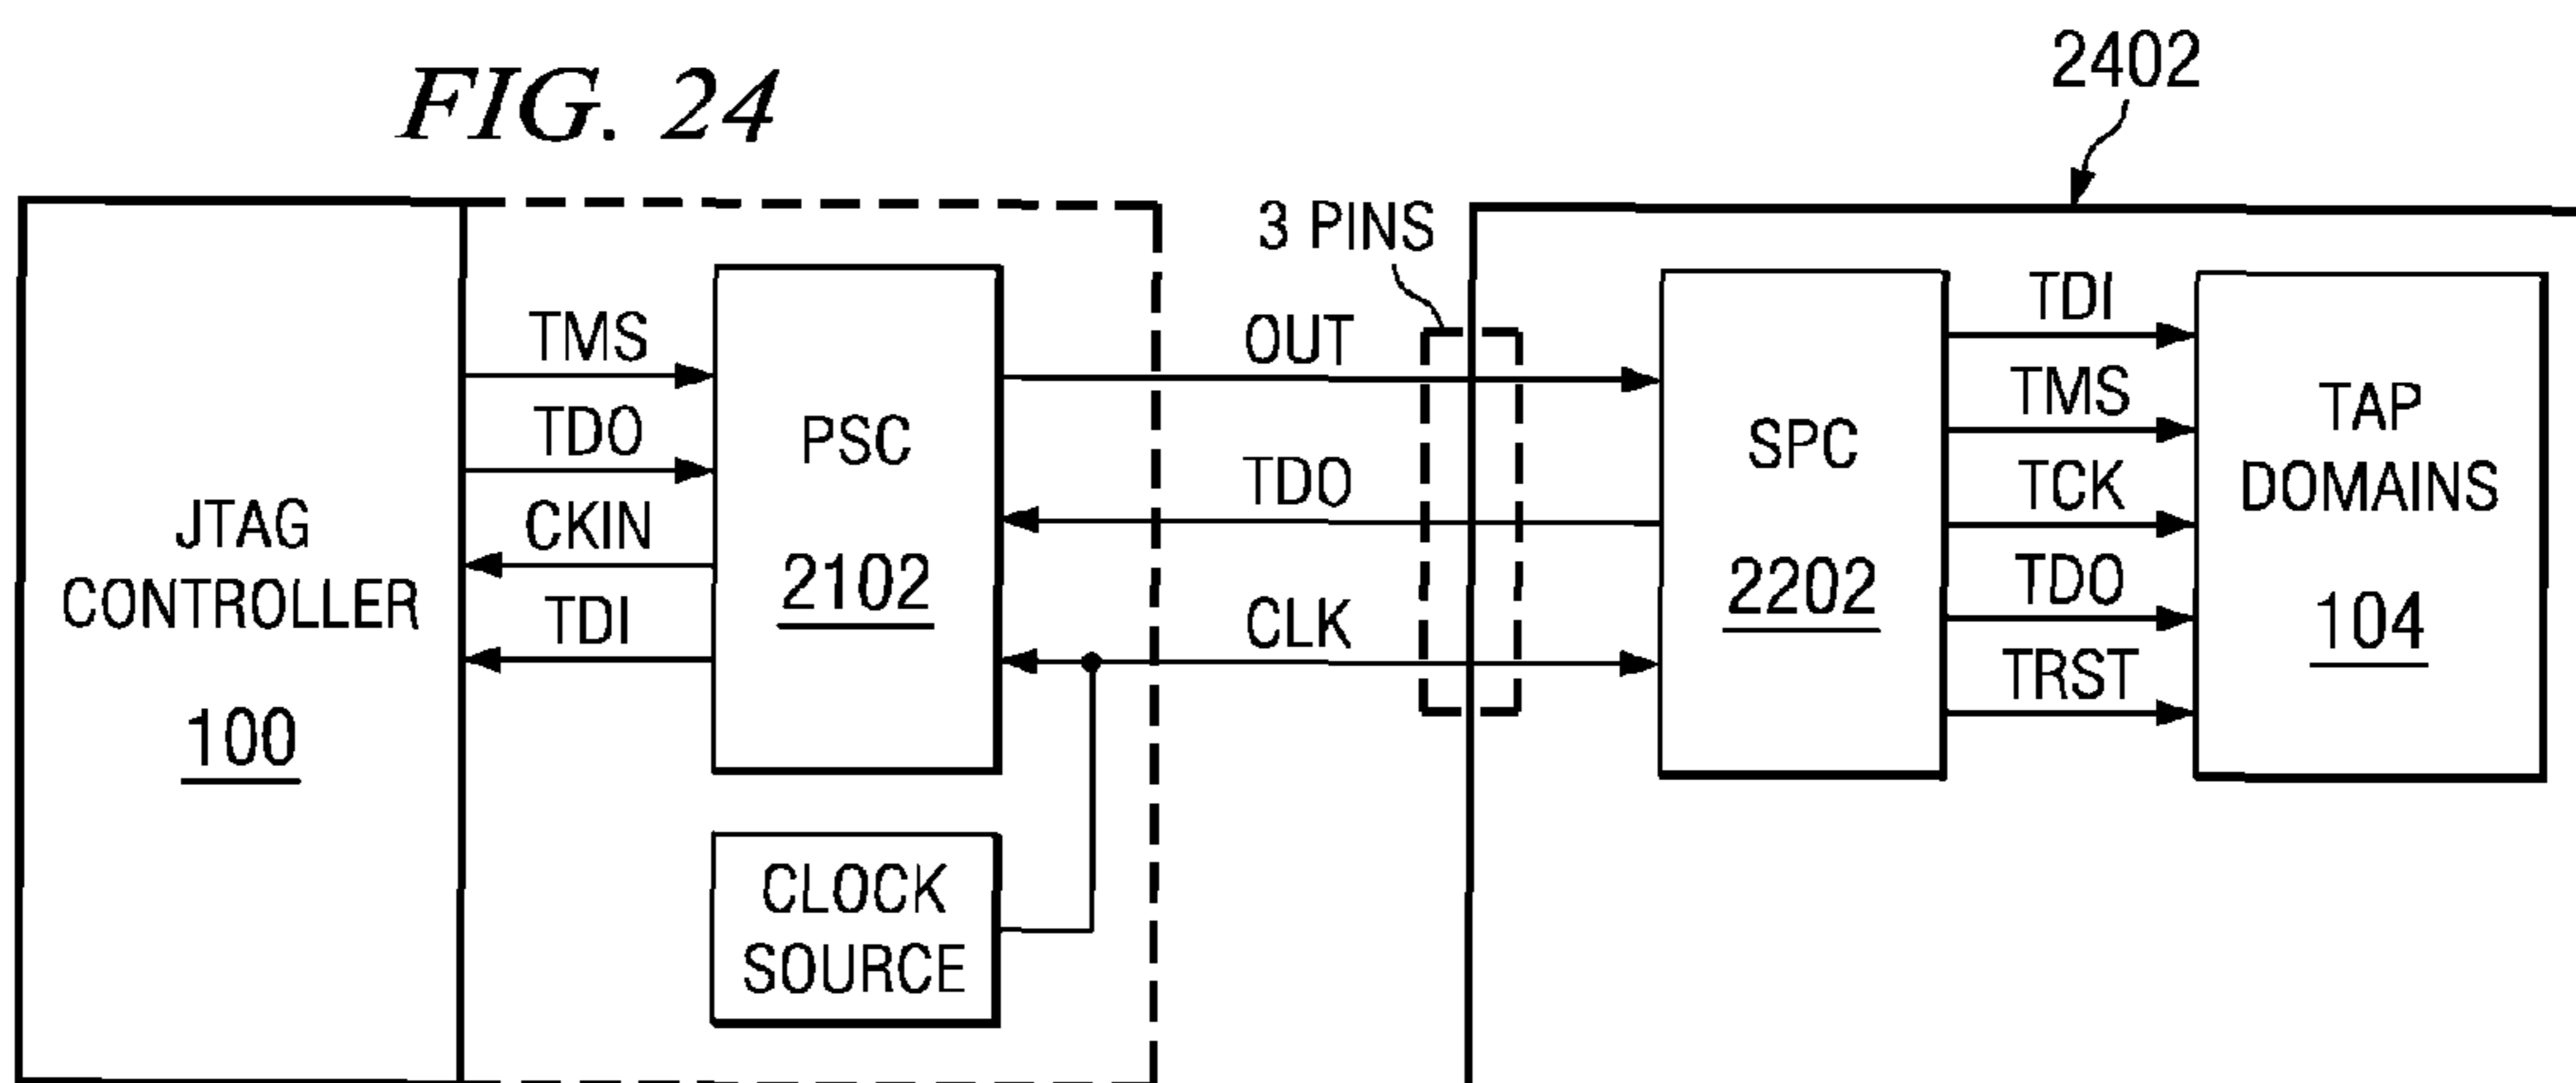 FIG. 24
2402
3 PINS
JTAG
CONTROLLER
100
TMS
TDO
CKIN
TDI
PSC
2102
CLOCK
SOURCE
OUT
TDO
CLK
SPC
2202
TDI
TMS
TCK
TDO
TRST
TAP
DOMAINS
104